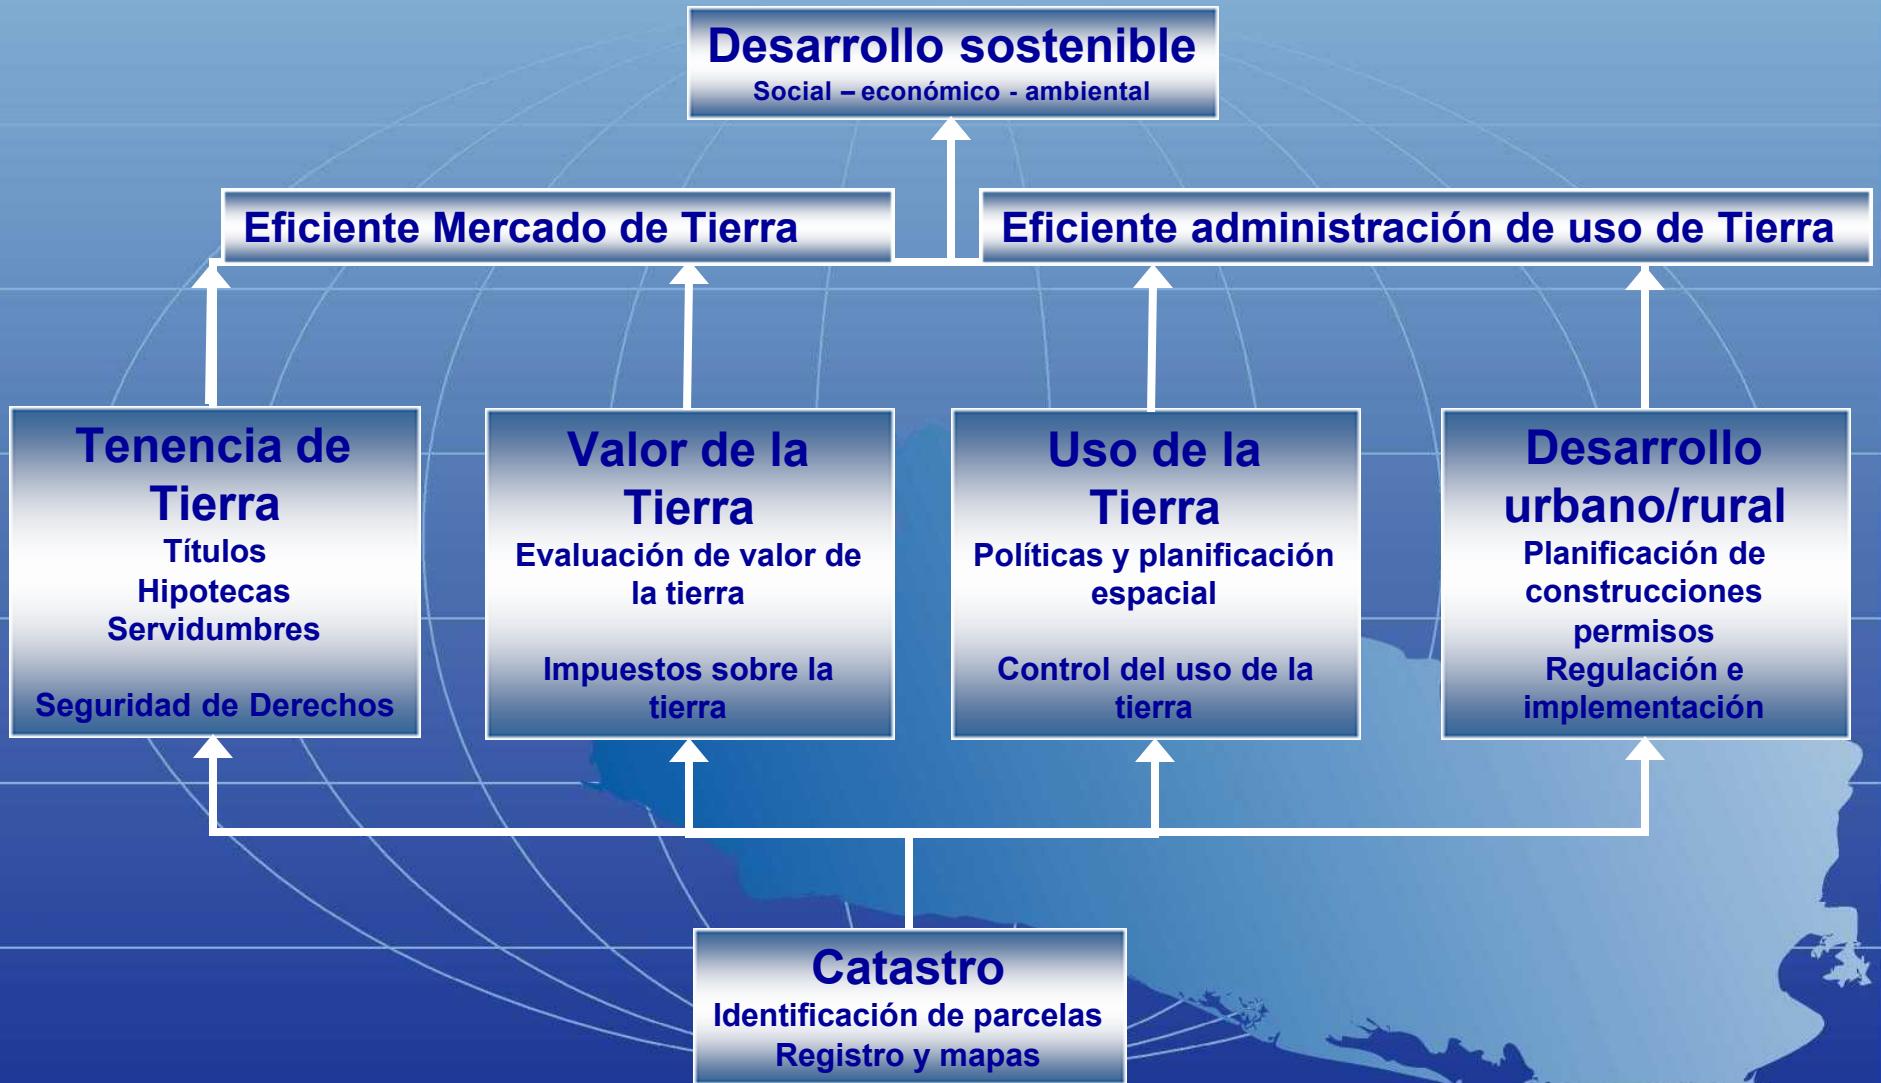 Desarrollo sostenible
Social – económico - ambiental
Eficiente Mercado de Tierra
Eficiente administración de uso de Tierra
Tenencia de
Tierra
Títulos
Hipotecas
Servidumbres
Seguridad de Derechos
Valor de la
Tierra
Evaluación de valor de
la tierra
Impuestos sobre la
tierra
Uso de la
Tierra
Políticas y planificación
espacial
Control del uso de la
tierra
Desarrollo
urbano/rural
Planificación de
construcciones
permisos
Regulación e
implementación
Catastro
Identificación de parcelas
Registro y mapas